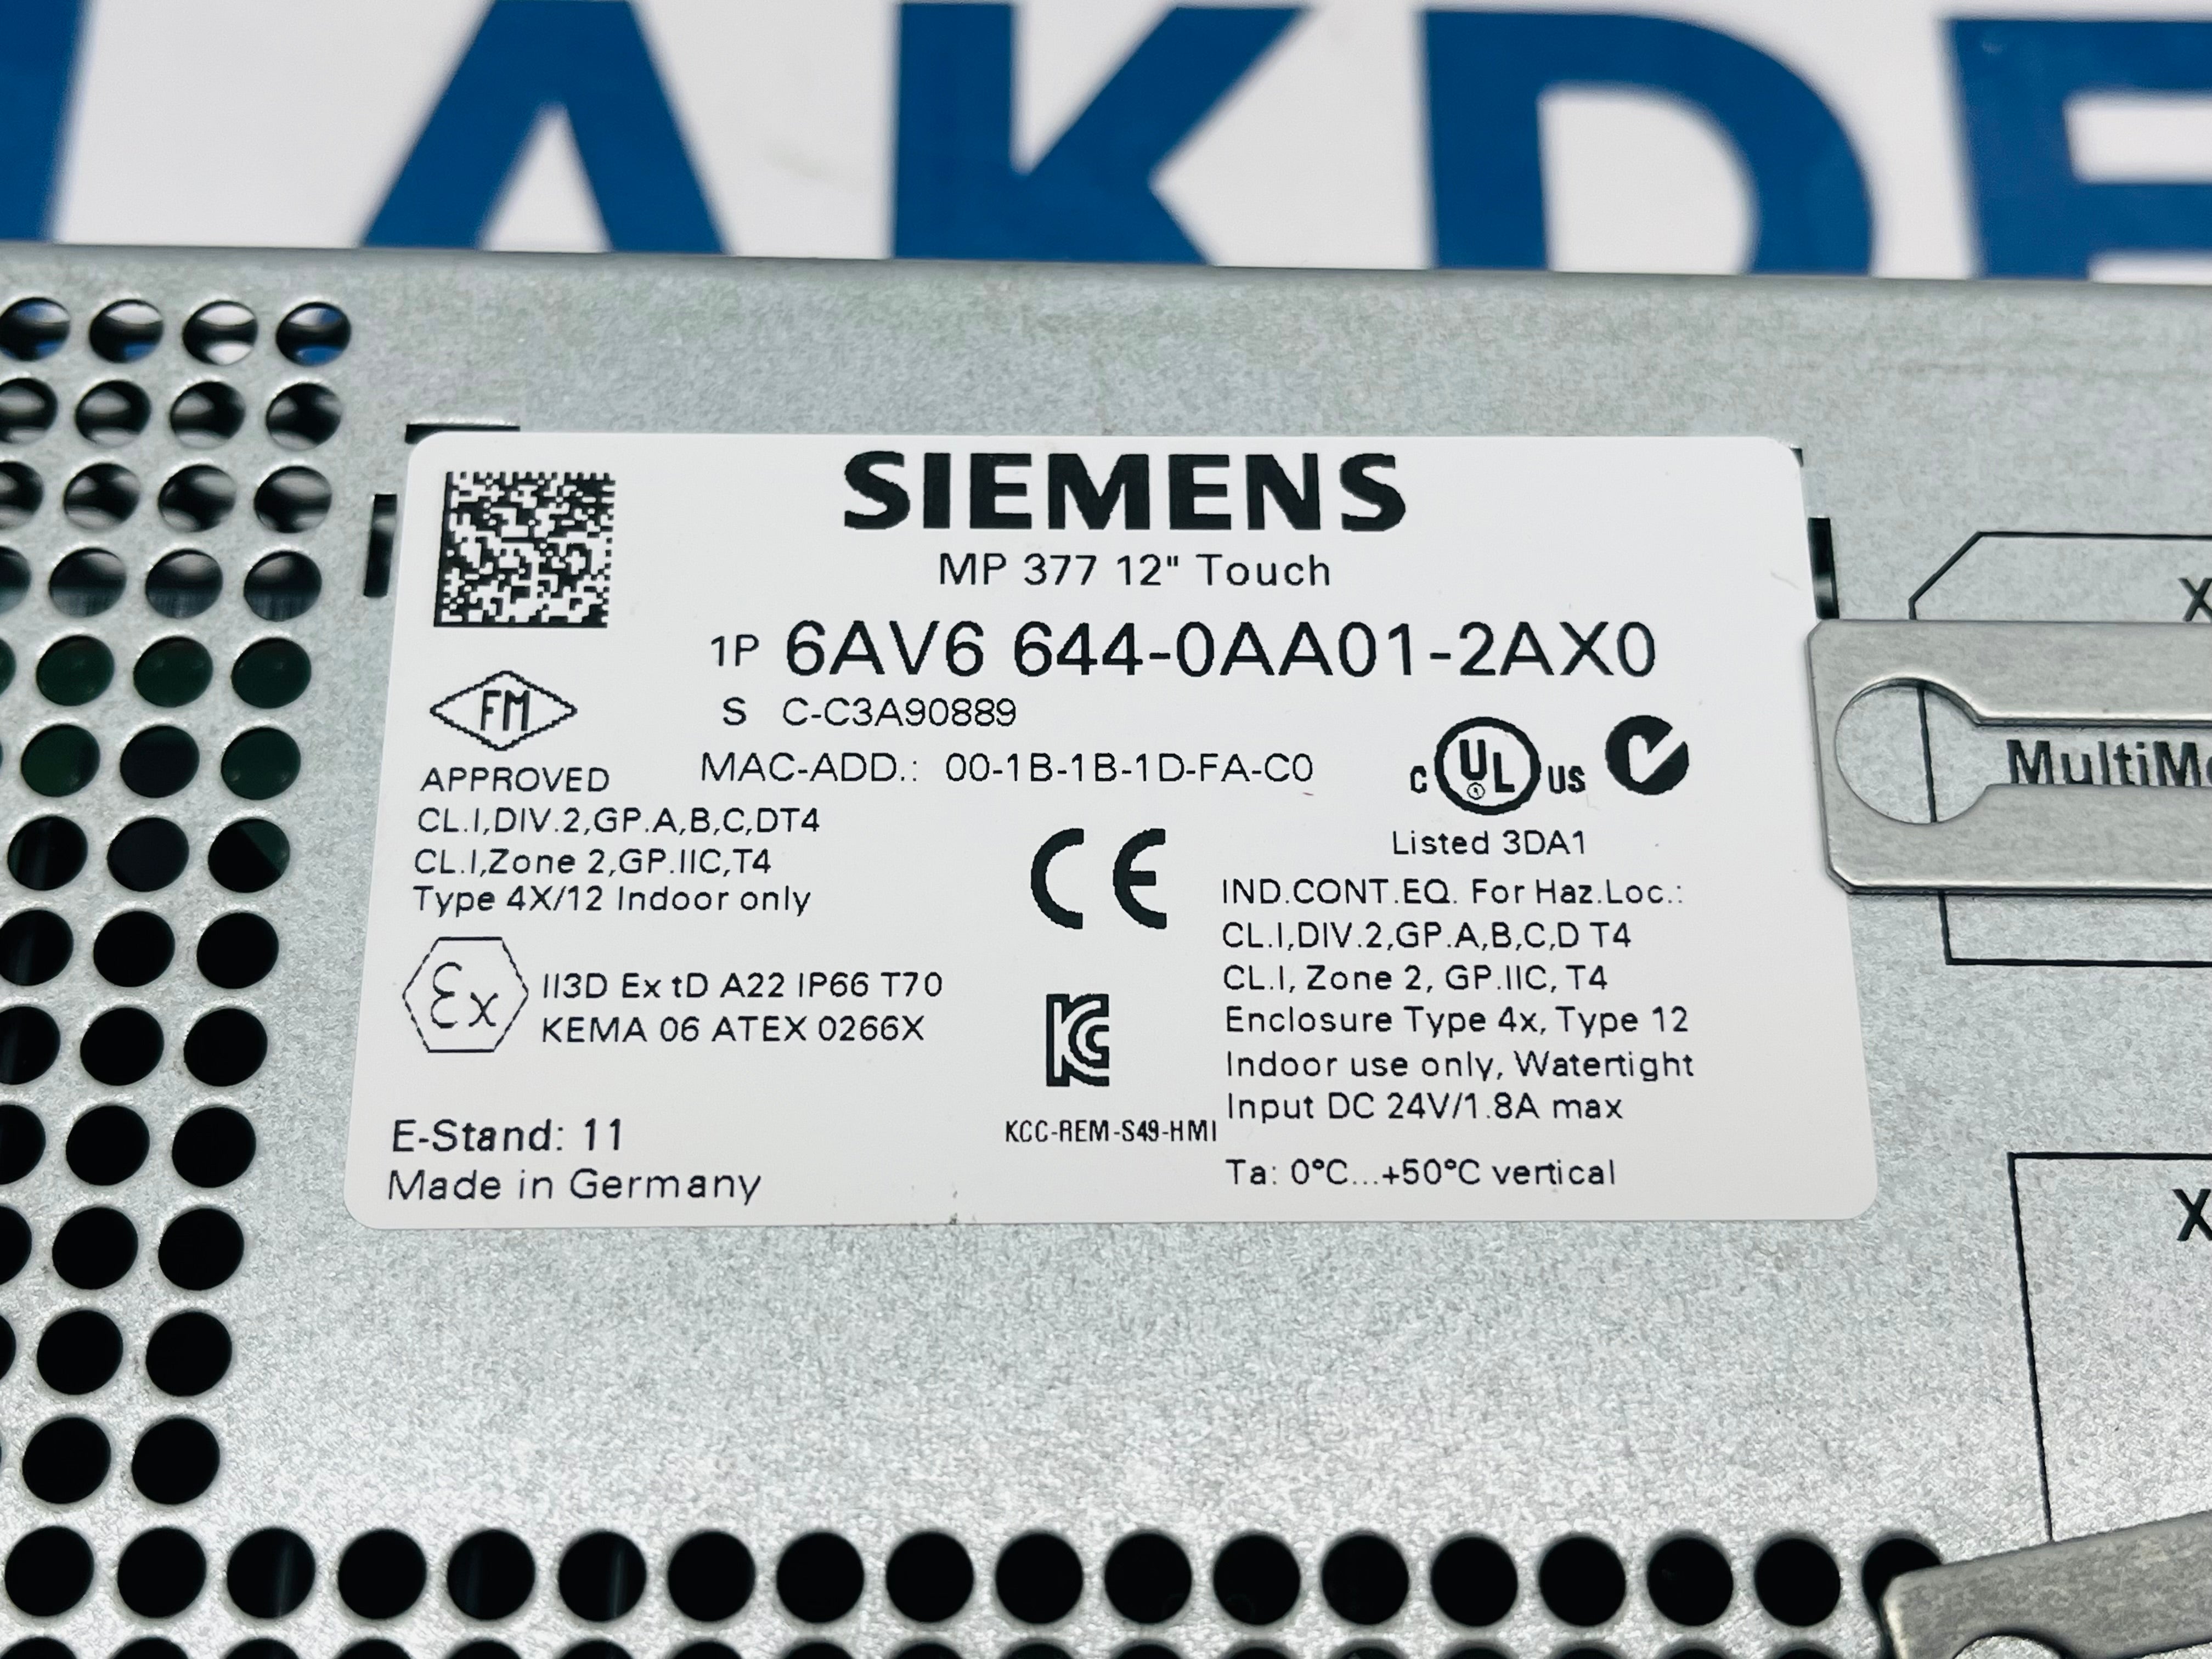 AKDE
SIEMENS
MP 377 12" Touch
1P 6AV6 644-0AA01-2AX0
S C-C3A90889
MAC-ADD.: 00-1B-1B-1D-FA-C0
FM
APPROVED
CL.I,DIV.2,GP.A,B,C,DT4
CL.I,Zone 2,GP.IIC,T4
Type 4X/12 Indoor only
Ex
II3D Ex tD A22 IP66 T70
KEMA 06 ATEX 0266X
E-Stand: 11
Made in Germany
CE
KC
KCC-REM-S49-HMI
C UL US
Listed 3DA1
IND.CONT.EQ. For Haz.Loc.:
CL.I,DIV.2,GP.A,B,C,D T4
CL.I, Zone 2, GP.IIC, T4
Enclosure Type 4x, Type 12
Indoor use only, Watertight
Input DC 24V/1.8A max
Ta: 0°C...+50°C vertical
X
MultiM
X